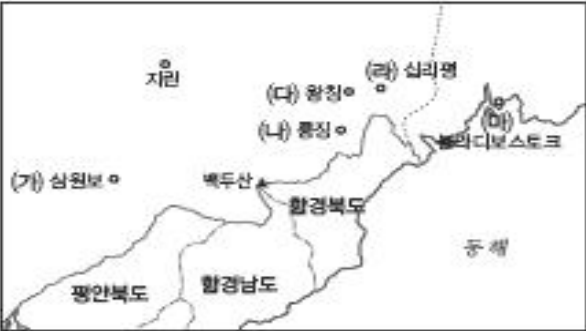 지린
(라) 십리평
(다) 왕칭
(나) 룽징
(마)
블라디보스토크
(가) 삼원보
백두산
함경북도
동해
평안북도
함경남도